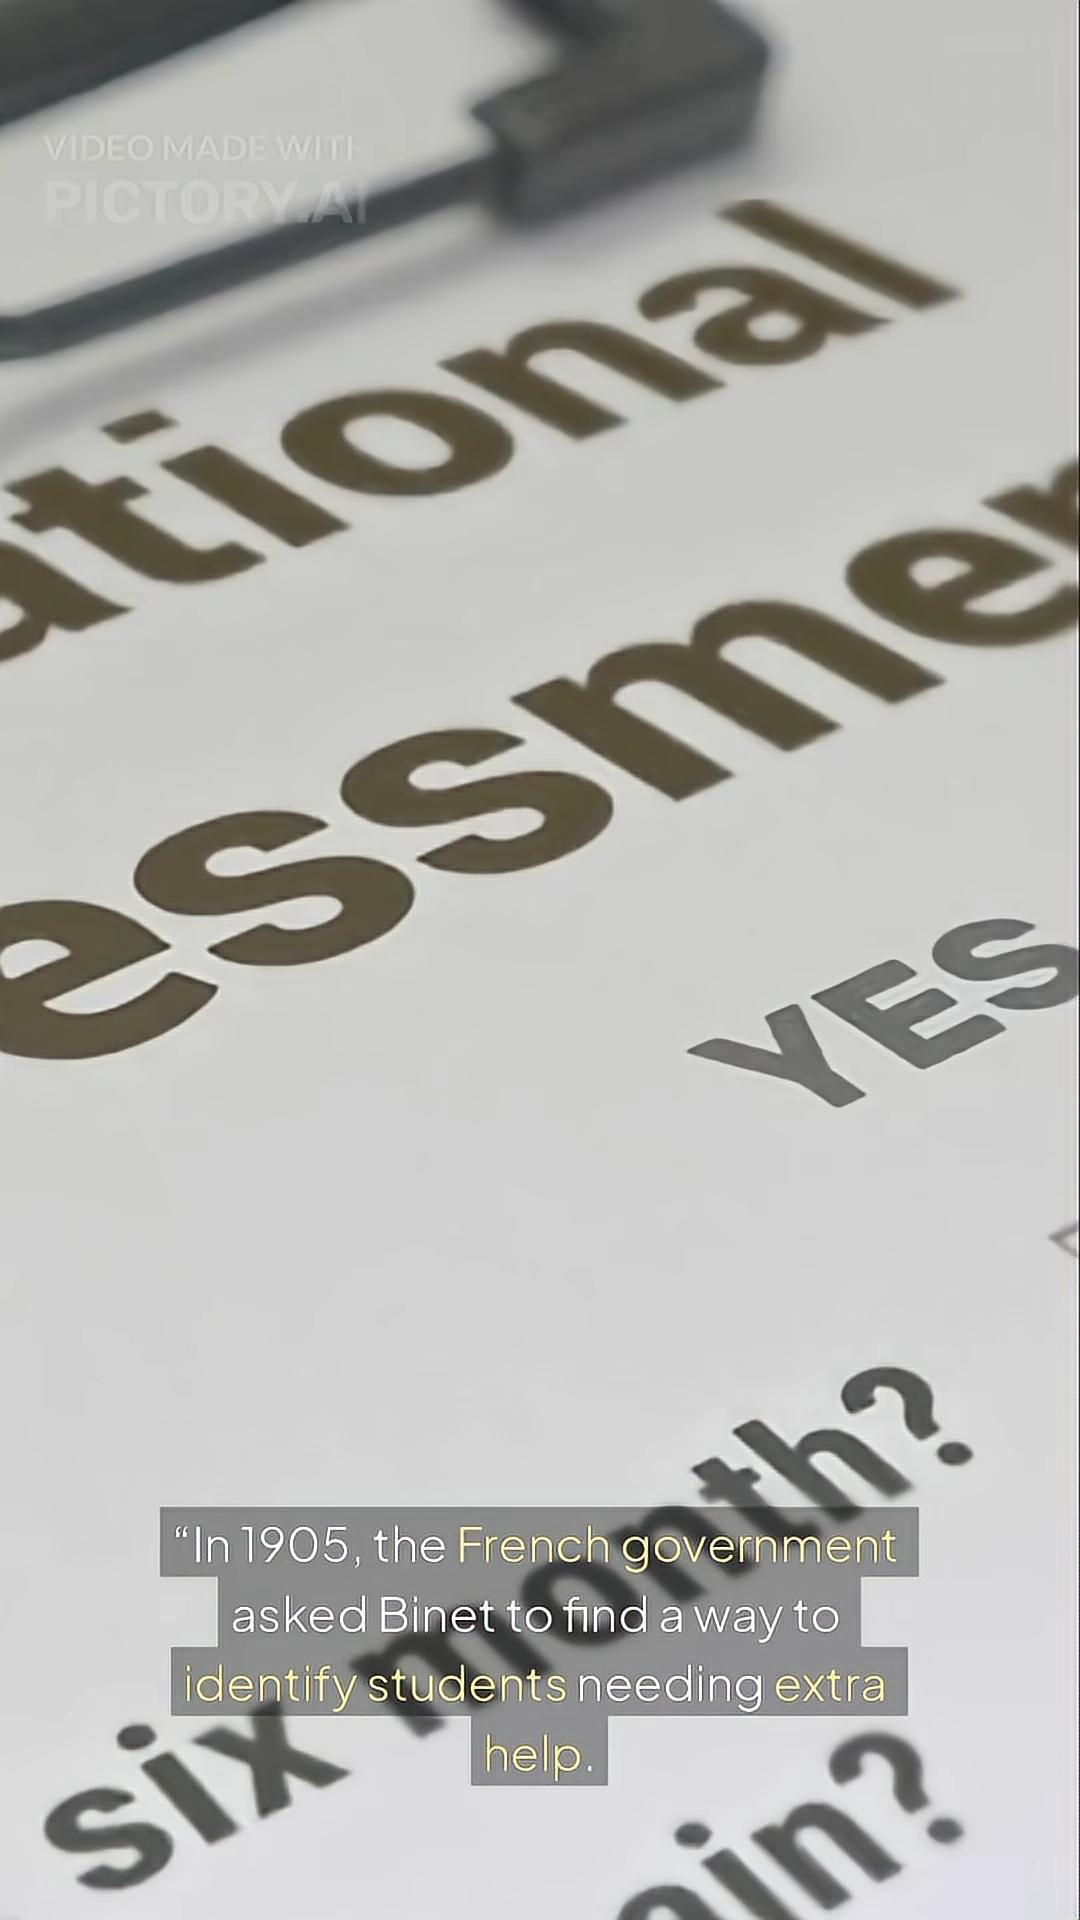 VIDEO MADE WITH
PICTORY.AI
ational
essmen
YES
six month?
ain?
“In 1905, the French government
asked Binet to find a way to
identify students needing extra
help.